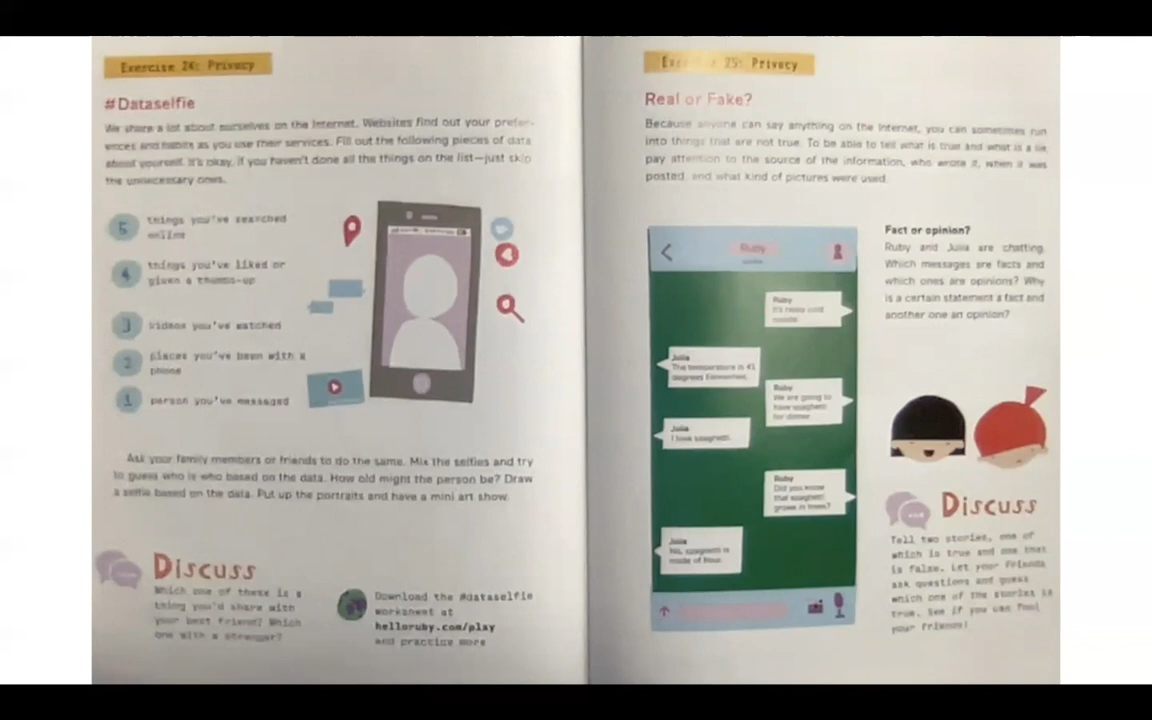 Exercise 24: Privacy
#Dataselfie
We share a lot about ourselves on the Internet. Websites find out your prefer-
ences and habits as you use their services. Fill out the following pieces of data
about yourself. It's okay, if you haven't done all the things on the list—just skip
the unnecessary ones.
5 things you've searched
online
4 things you've liked or
given a thumbs-up
3 videos you've watched
2 places you've been with a
phone
1 person you've messaged
Ask your family members or friends to do the same. Mix the selfies and try
to guess who is who based on the data. How old might the person be? Draw
a selfie based on the data. Put up the portraits and have a mini art show.
Discuss
Which one of these is a
thing you'd share with
your best friend? Which
one with a stranger?
Download the #dataselfie
worksheet at
helloruby.com/play
and practice more
Exercise 25: Privacy
Real or Fake?
Because anyone can say anything on the Internet, you can sometimes run
into things that are not true. To be able to tell what is true and what is a lie,
pay attention to the source of the information, who wrote it, when it was
posted, and what kind of pictures were used.
Ruby
Ruby
It's really cold
outside
Julia
The temperature is 41
degrees Fahrenheit.
Ruby
We are going to
have spaghetti
for dinner
Julia
I love spaghetti.
Ruby
Did you know
that spaghetti
grows in trees?
Julia
No, spaghetti is
made of flour.
Fact or opinion?
Ruby and Julia are chatting.
Which messages are facts and
which ones are opinions? Why
is a certain statement a fact and
another one an opinion?
Discuss
Tell two stories, one of
which is true and one that
is false. Let your friends
ask questions and guess
which one of the stories is
true. See if you can fool
your friends!